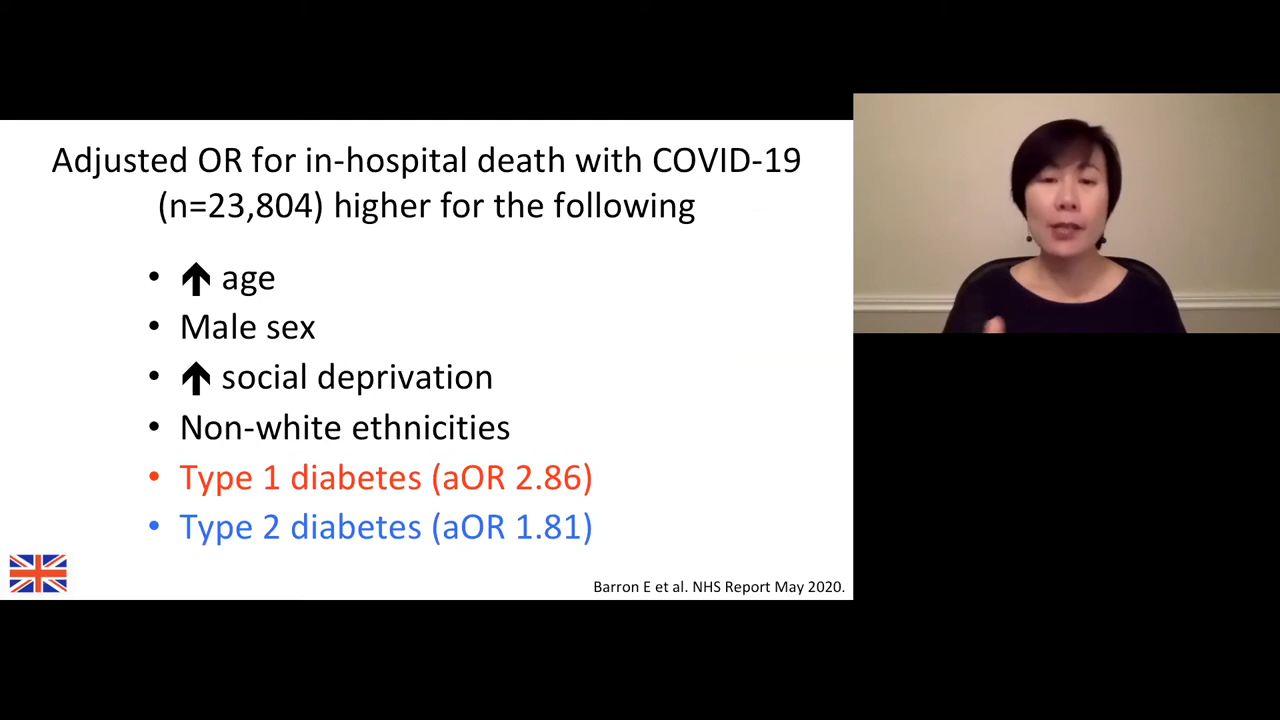 Adjusted OR for in-hospital death with COVID-19
(n=23,804) higher for the following
• ↑ age
• Male sex
• ↑ social deprivation
• Non-white ethnicities
• Type 1 diabetes (aOR 2.86)
• Type 2 diabetes (aOR 1.81)
Barron E et al. NHS Report May 2020.